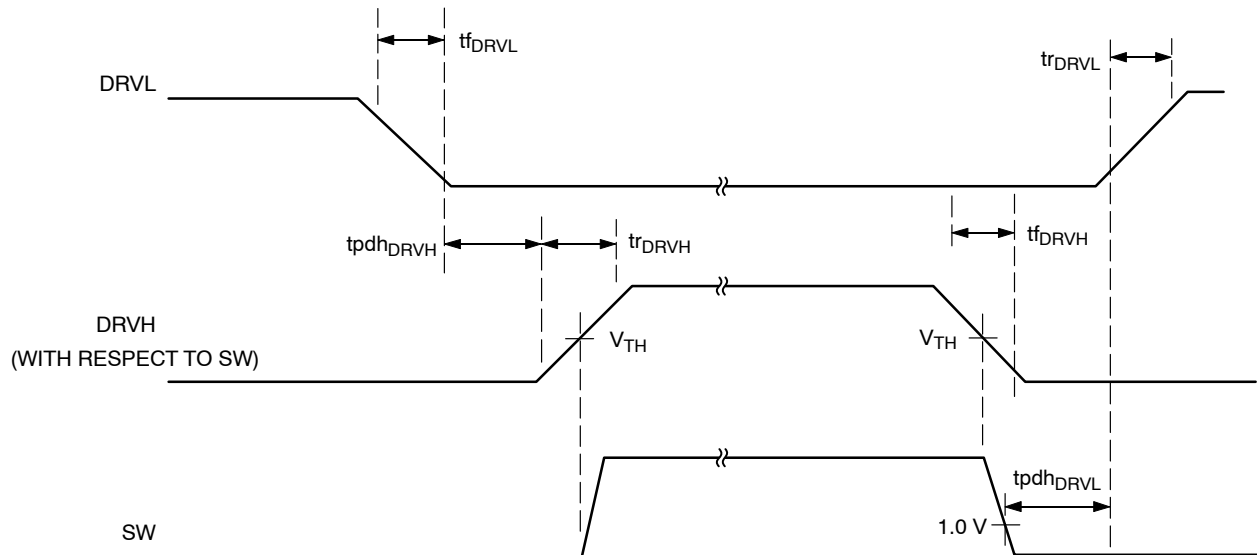 tfDRVL
trDRVL
DRVL
tpdhDRVH
trDRVH
tfDRVH
DRVH
(WITH RESPECT TO SW)
VTH
VTH
tpdhDRVL
1.0 V
SW